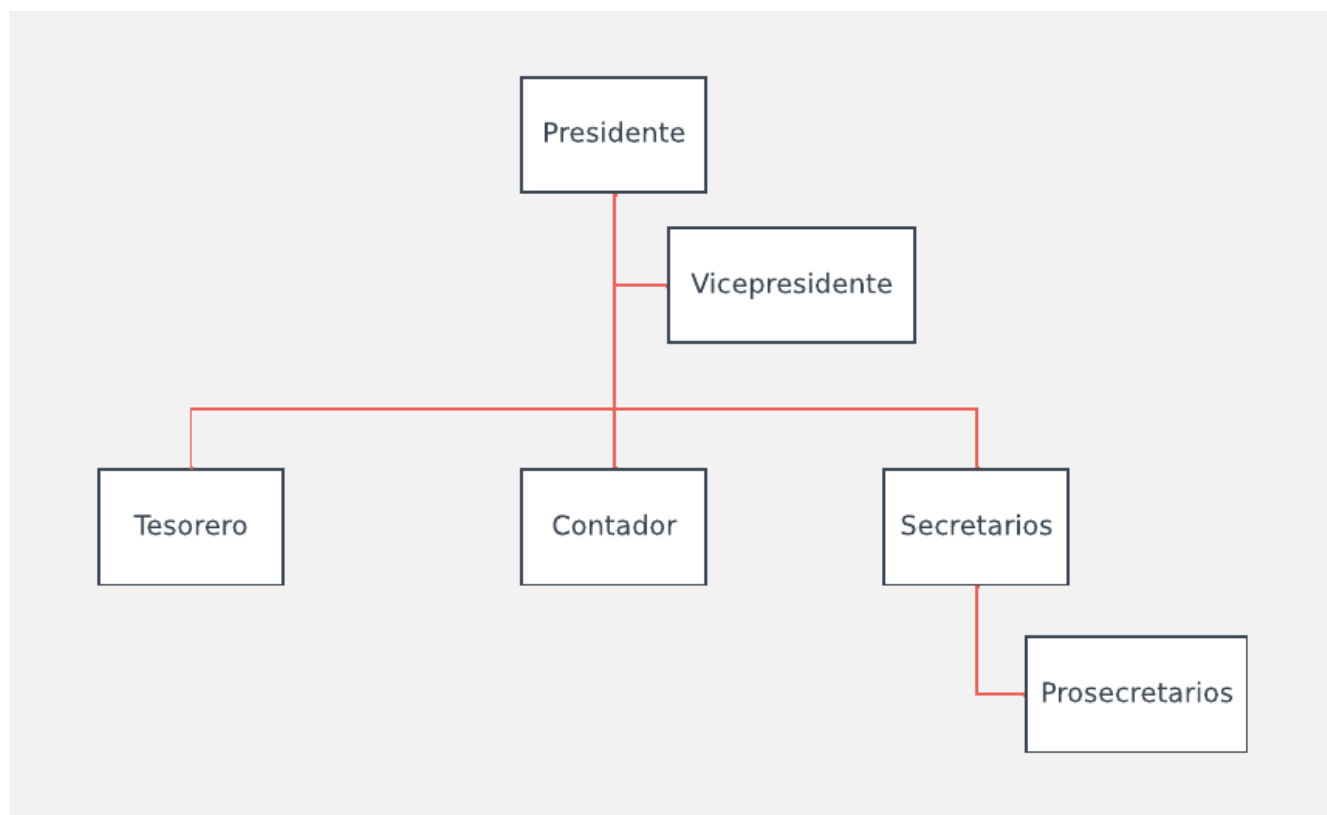 Presidente
Vicepresidente
Tesorero
Contador
Secretarios
Prosecretarios